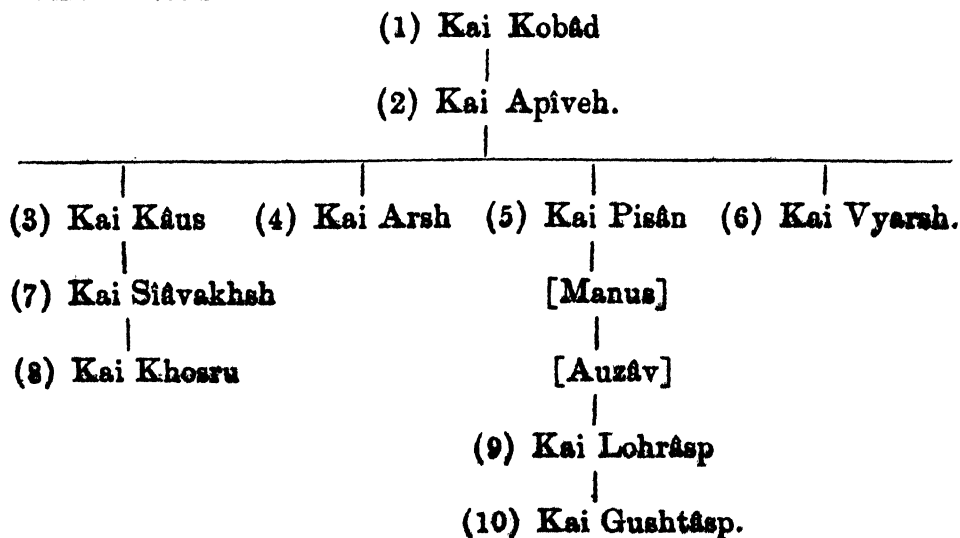 (1) Kai Kobâd
(2) Kai Apîveh.
(3) Kai Kâus (4) Kai Arsh (5) Kai Pisân (6) Kai Vyarsh.
(7) Kai Sîâvakhsh [Manus]
(8) Kai Khosru [Auzâv]
(9) Kai Lohrâsp
(10) Kai Gushtâsp.